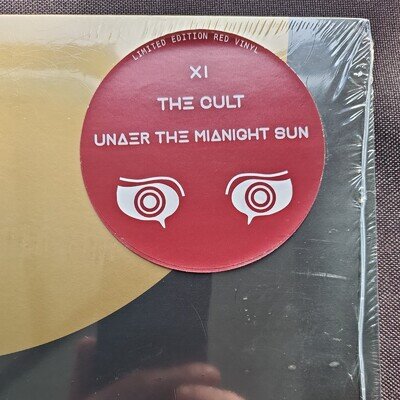 LIMITED EDITION RED VINYL
XI
THE CULT
UNDER THE MIDNIGHT SUN